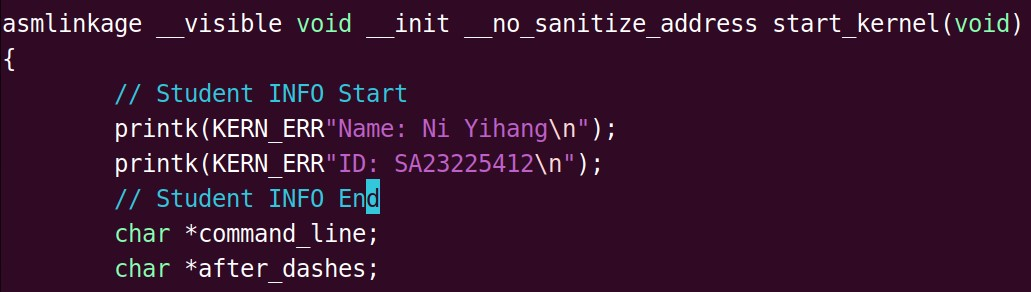 asmlinkage __visible void __init __no_sanitize_address start_kernel(void)
{
        // Student INFO Start
        printk(KERN_ERR"Name: Ni Yihang\n");
        printk(KERN_ERR"ID: SA23225412\n");
        // Student INFO End
        char *command_line;
        char *after_dashes;